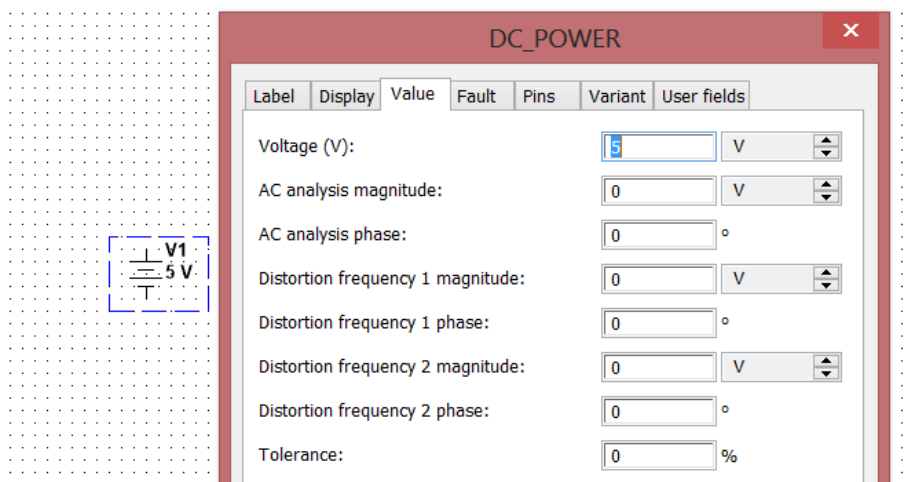 DC_POWER
x
Label Display Value Fault Pins Variant User fields
Voltage (V): 5 V
AC analysis magnitude: 0 V
AC analysis phase: 0 °
V1
5 V
Distortion frequency 1 magnitude: 0 V
Distortion frequency 1 phase: 0 °
Distortion frequency 2 magnitude: 0 V
Distortion frequency 2 phase: 0 °
Tolerance: 0 %